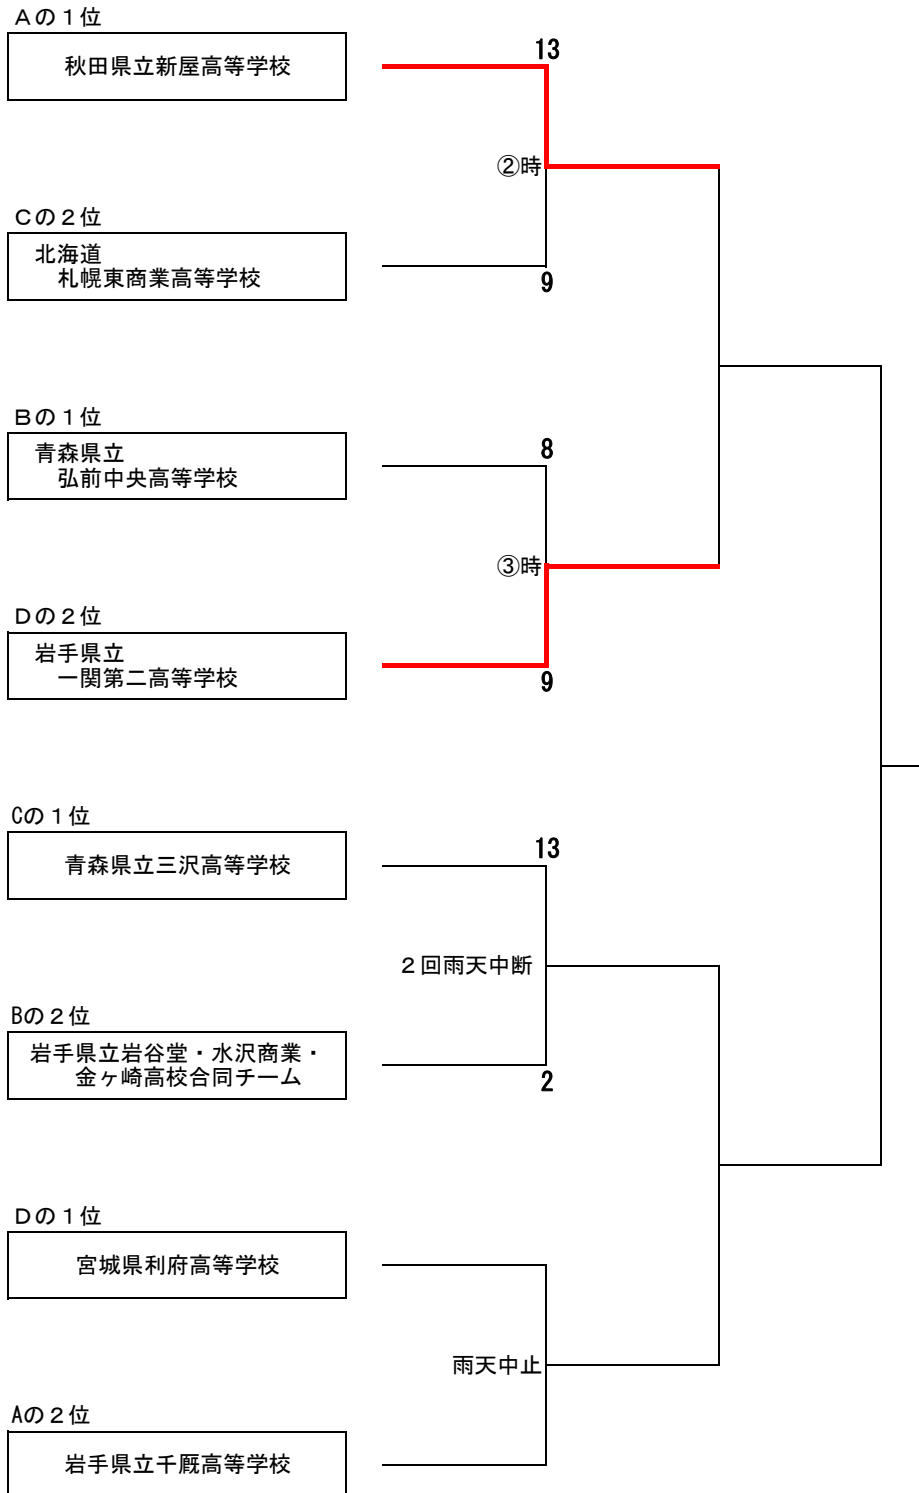 Ａの１位
13
秋田県立新屋高等学校
②時
Ｃの２位
北海道
札幌東商業高等学校
9
Ｂの１位
8
青森県立
弘前中央高等学校
③時
Ｄの２位
岩手県立
一関第二高等学校
9
Cの１位
13
青森県立三沢高等学校
２回雨天中断
Bの２位
岩手県立岩谷堂・水沢商業・
金ヶ崎高校合同チーム
2
Ｄの１位
宮城県利府高等学校
雨天中止
Aの２位
岩手県立千厩高等学校